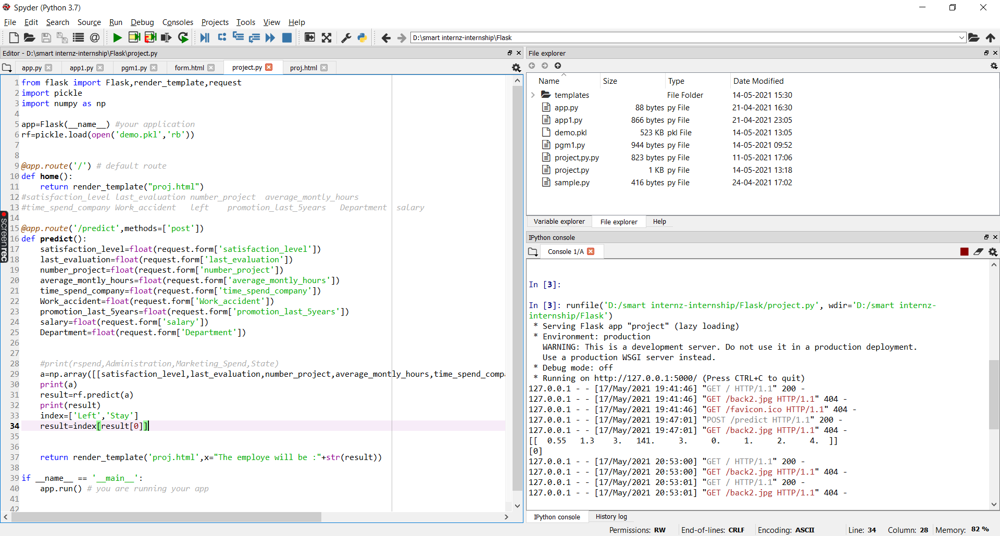 Spyder (Python 3.7)
File Edit Search Source Run Debug Consoles Projects Tools View Help
D:\smart internz-internship\Flask
Editor - D:\smart internz-internship\Flask\project.py
app.py app1.py pgm1.py form.html project.py proj.html
1 from flask import Flask,render_template,request
2 import pickle
3 import numpy as np
4
5 app=Flask(__name__) #your application
6 rf=pickle.load(open('demo.pkl','rb'))
7
8
9 @app.route('/') # default route
10 def home():
11     return render_template("proj.html")
12 #satisfaction_level last_evaluation number_project  average_montly_hours
13 #time_spend_company Work_accident   left    promotion_last_5years   Department  salary
14
15 @app.route('/predict',methods=['post'])
16 def predict():
17     satisfaction_level=float(request.form['satisfaction_level'])
18     last_evaluation=float(request.form['last_evaluation'])
19     number_project=float(request.form['number_project'])
20     average_montly_hours=float(request.form['average_montly_hours'])
21     time_spend_company=float(request.form['time_spend_company'])
22     Work_accident=float(request.form['Work_accident'])
23     promotion_last_5years=float(request.form['promotion_last_5years'])
24     salary=float(request.form['salary'])
25     Department=float(request.form['Department'])
26
27
28     #print(rspend,Administration,Marketing_Spend,State)
29     a=np.array([[satisfaction_level,last_evaluation,number_project,average_montly_hours,time_spend_comp
30     print(a)
31     result=rf.predict(a)
32     print(result)
33     index=['Left','Stay']
34     result=index[result[0]]
35
36
37     return render_template('proj.html',x="The employe will be :"+str(result))
38
39 if __name__ == '__main__':
40     app.run() # you are running your app
41
42
screenrec
File explorer
Name Size Type Date Modified
templates File Folder 14-05-2021 15:30
app.py 88 bytes py File 21-04-2021 16:30
app1.py 866 bytes py File 21-04-2021 23:05
demo.pkl 523 KB pkl File 14-05-2021 13:05
pgm1.py 944 bytes py File 14-05-2021 09:52
project,py.py 823 bytes py File 11-05-2021 17:06
project.py 1 KB py File 14-05-2021 13:18
sample.py 416 bytes py File 24-04-2021 17:02
Variable explorer File explorer Help
IPython console
Console 1/A
In [3]:
In [3]: runfile('D:/smart internz-internship/Flask/project.py', wdir='D:/smart internz-
internship/Flask')
 * Serving Flask app "project" (lazy loading)
 * Environment: production
   WARNING: This is a development server. Do not use it in a production deployment.
   Use a production WSGI server instead.
 * Debug mode: off
 * Running on http://127.0.0.1:5000/ (Press CTRL+C to quit)
127.0.0.1 - - [17/May/2021 19:41:46] "GET / HTTP/1.1" 200 -
127.0.0.1 - - [17/May/2021 19:41:46] "GET /back2.jpg HTTP/1.1" 404 -
127.0.0.1 - - [17/May/2021 19:41:46] "GET /favicon.ico HTTP/1.1" 404 -
127.0.0.1 - - [17/May/2021 19:47:01] "POST /predict HTTP/1.1" 200 -
127.0.0.1 - - [17/May/2021 19:47:01] "GET /back2.jpg HTTP/1.1" 404 -
[[  0.55   1.3    3.   141.     3.     0.     1.     2.     4.  ]]
[0]
127.0.0.1 - - [17/May/2021 20:53:00] "GET / HTTP/1.1" 200 -
127.0.0.1 - - [17/May/2021 20:53:00] "GET /back2.jpg HTTP/1.1" 404 -
127.0.0.1 - - [17/May/2021 20:53:01] "GET / HTTP/1.1" 200 -
127.0.0.1 - - [17/May/2021 20:53:01] "GET /back2.jpg HTTP/1.1" 404 -
IPython console History log
Permissions: RW End-of-lines: CRLF Encoding: ASCII Line: 34 Column: 28 Memory: 82 %